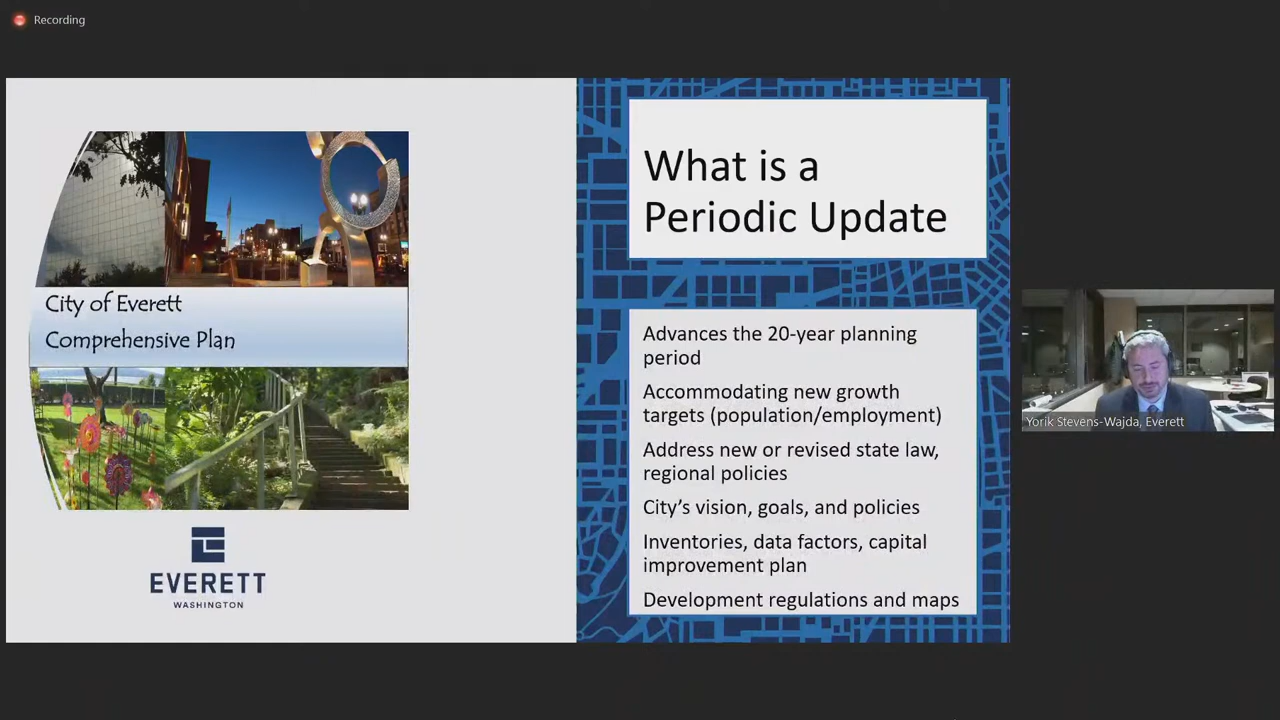 Recording
City of Everett
Comprehensive Plan
EVERETT
WASHINGTON
What is a
Periodic Update
Advances the 20-year planning
period
Accommodating new growth
targets (population/employment)
Address new or revised state law,
regional policies
City's vision, goals, and policies
Inventories, data factors, capital
improvement plan
Development regulations and maps
Yorik Stevens-Wajda, Everett